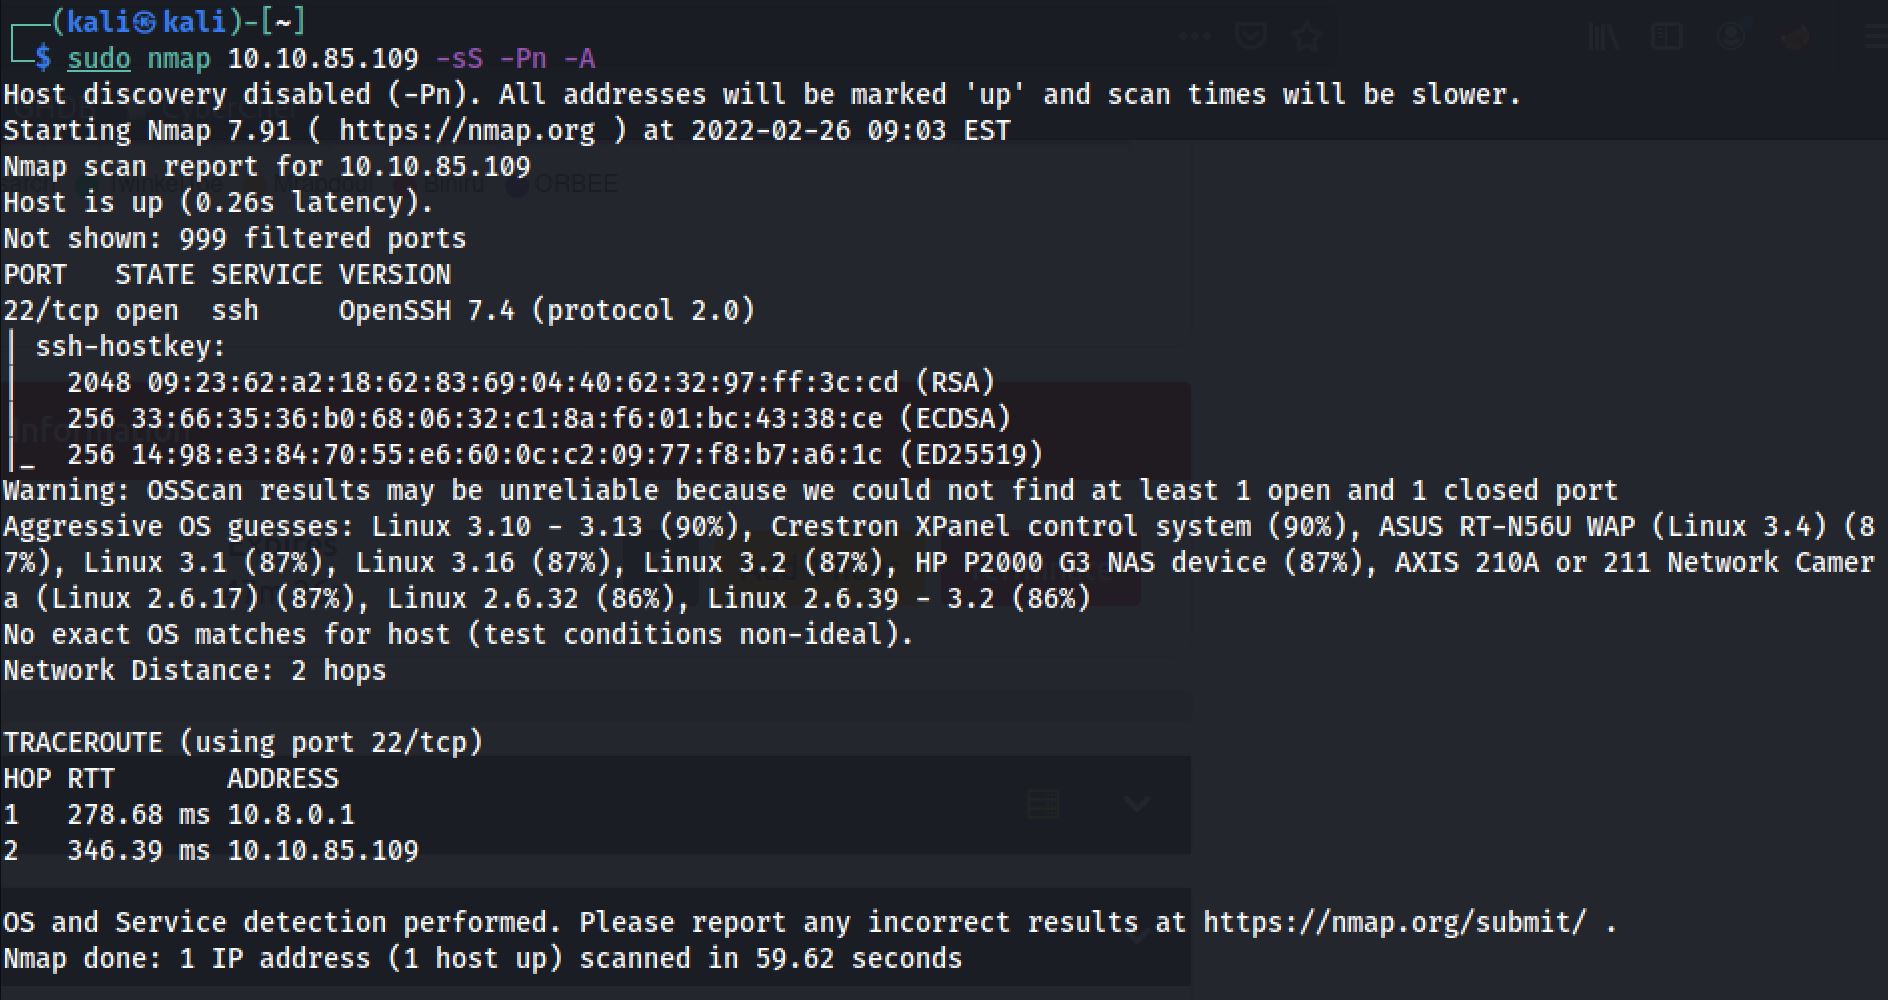 (kali㉿kali)-[~]
$ sudo nmap 10.10.85.109 -sS -Pn -A
Host discovery disabled (-Pn). All addresses will be marked 'up' and scan times will be slower.
Starting Nmap 7.91 ( https://nmap.org ) at 2022-02-26 09:03 EST
Nmap scan report for 10.10.85.109
Host is up (0.26s latency).
Not shown: 999 filtered ports
PORT   STATE SERVICE VERSION
22/tcp open  ssh     OpenSSH 7.4 (protocol 2.0)
| ssh-hostkey:
|   2048 09:23:62:a2:18:62:83:69:04:40:62:32:97:ff:3c:cd (RSA)
|   256 33:66:35:36:b0:68:06:32:c1:8a:f6:01:bc:43:38:ce (ECDSA)
|_  256 14:98:e3:84:70:55:e6:60:0c:c2:09:77:f8:b7:a6:1c (ED25519)
Warning: OSScan results may be unreliable because we could not find at least 1 open and 1 closed port
Aggressive OS guesses: Linux 3.10 - 3.13 (90%), Crestron XPanel control system (90%), ASUS RT-N56U WAP (Linux 3.4) (8
7%), Linux 3.1 (87%), Linux 3.16 (87%), Linux 3.2 (87%), HP P2000 G3 NAS device (87%), AXIS 210A or 211 Network Camer
a (Linux 2.6.17) (87%), Linux 2.6.32 (86%), Linux 2.6.39 - 3.2 (86%)
No exact OS matches for host (test conditions non-ideal).
Network Distance: 2 hops
TRACEROUTE (using port 22/tcp)
HOP RTT       ADDRESS
1   278.68 ms 10.8.0.1
2   346.39 ms 10.10.85.109
OS and Service detection performed. Please report any incorrect results at https://nmap.org/submit/ .
Nmap done: 1 IP address (1 host up) scanned in 59.62 seconds